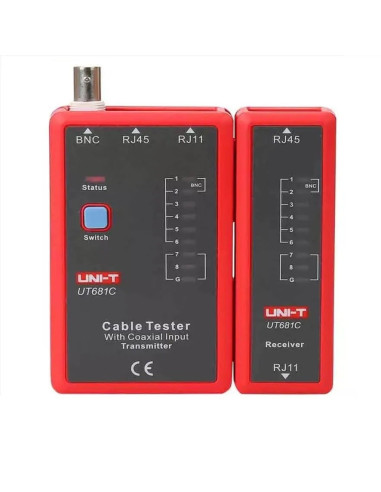 BNC RJ45 RJ11
Status
Switch
1
2
BNC
3
4
5
6
7
8
G
UNI-T
UT681C
Cable Tester
With Coaxial Input
Transmitter
CE
RJ45
1
2
BNC
3
4
5
6
7
8
G
UNI-T
UT681C
Receiver
RJ11